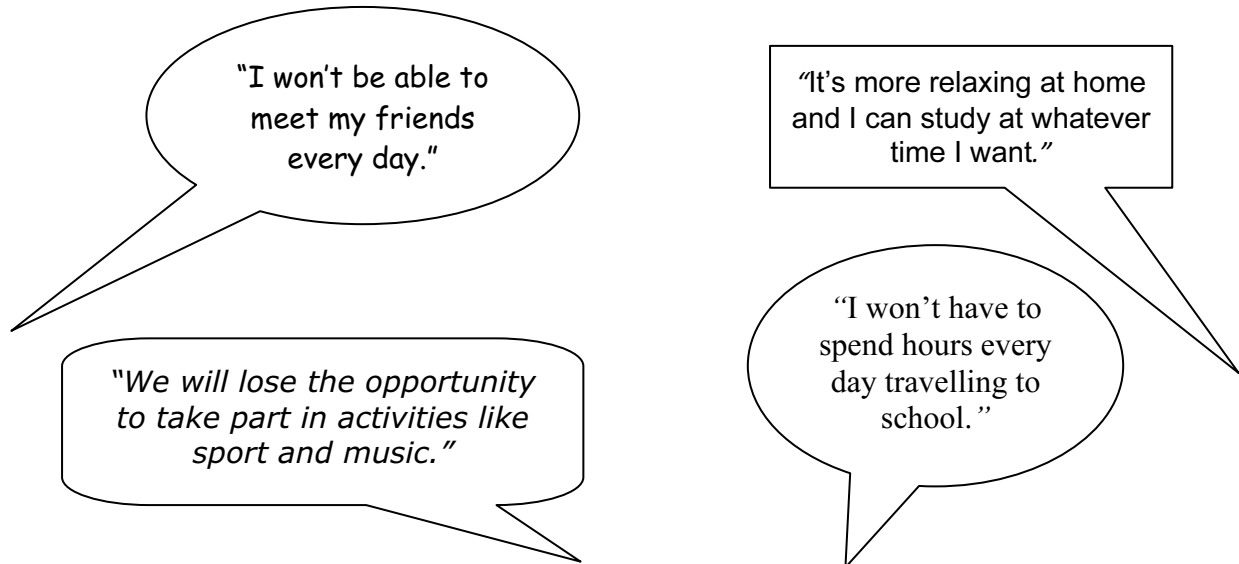 "I won't be able to
meet my friends
every day."
"It's more relaxing at home
and I can study at whatever
time I want."
"We will lose the opportunity
to take part in activities like
sport and music."
"I won't have to
spend hours every
day travelling to
school."